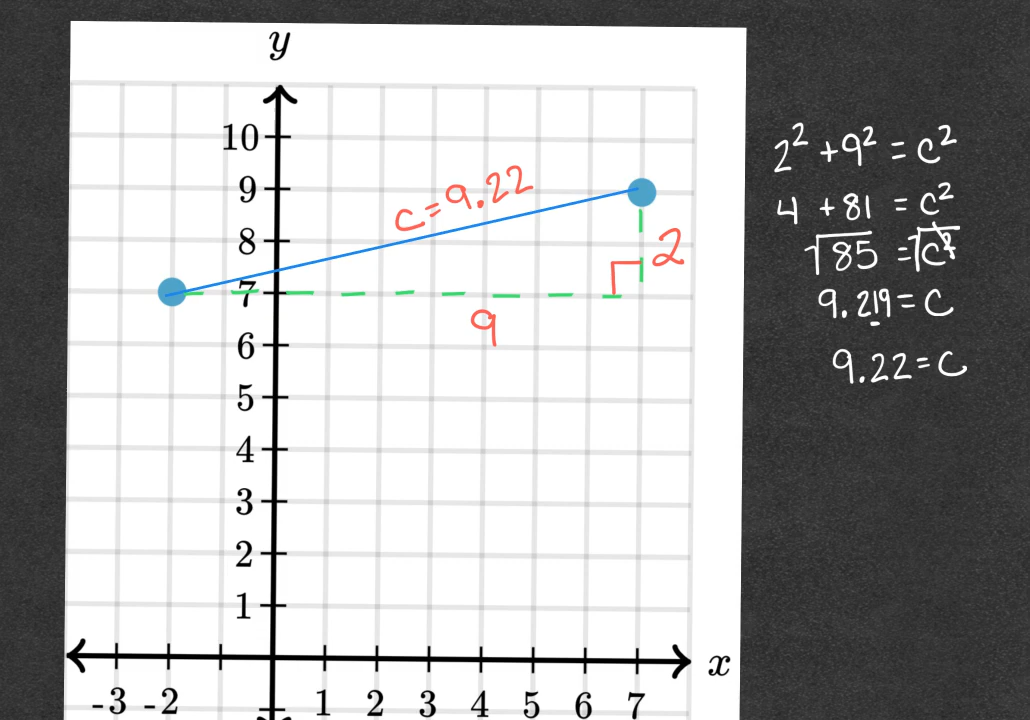 y
10
9
8
7
6
5
4
3
2
1
-3 -2 1 2 3 4 5 6 7
x
c=9.22
2
9
2² +9² = c²
4 +81 = c²
√85 =√c²
9.219= c
9.22=c